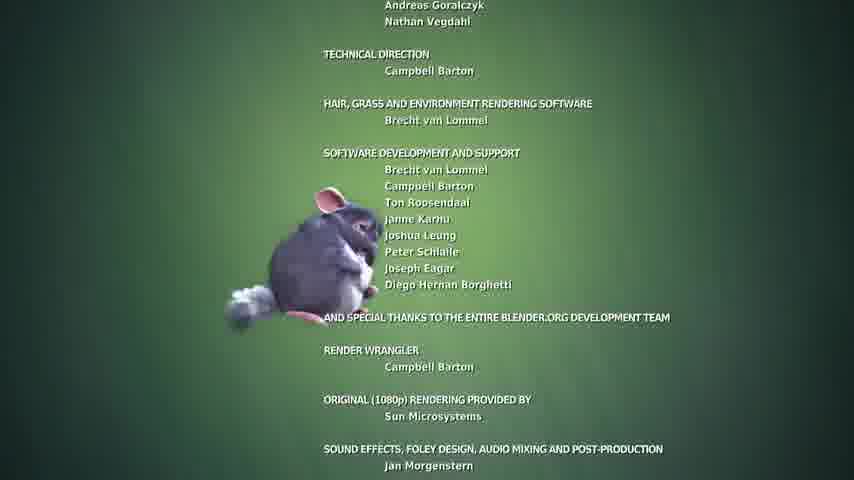 Andreas Goralczyk
Nathan Vegdahl
TECHNICAL DIRECTION
Campbell Barton
HAIR, GRASS AND ENVIRONMENT RENDERING SOFTWARE
Brecht van Lommel
SOFTWARE DEVELOPMENT AND SUPPORT
Brecht van Lommel
Campbell Barton
Ton Roosendaal
Janne Karhu
Joshua Leung
Peter Schlaile
Joseph Eagar
Diego Hernan Borghetti
AND SPECIAL THANKS TO THE ENTIRE BLENDER.ORG DEVELOPMENT TEAM
RENDER WRANGLER
Campbell Barton
ORIGINAL (1080p) RENDERING PROVIDED BY
Sun Microsystems
SOUND EFFECTS, FOLEY DESIGN, AUDIO MIXING AND POST-PRODUCTION
Jan Morgenstern